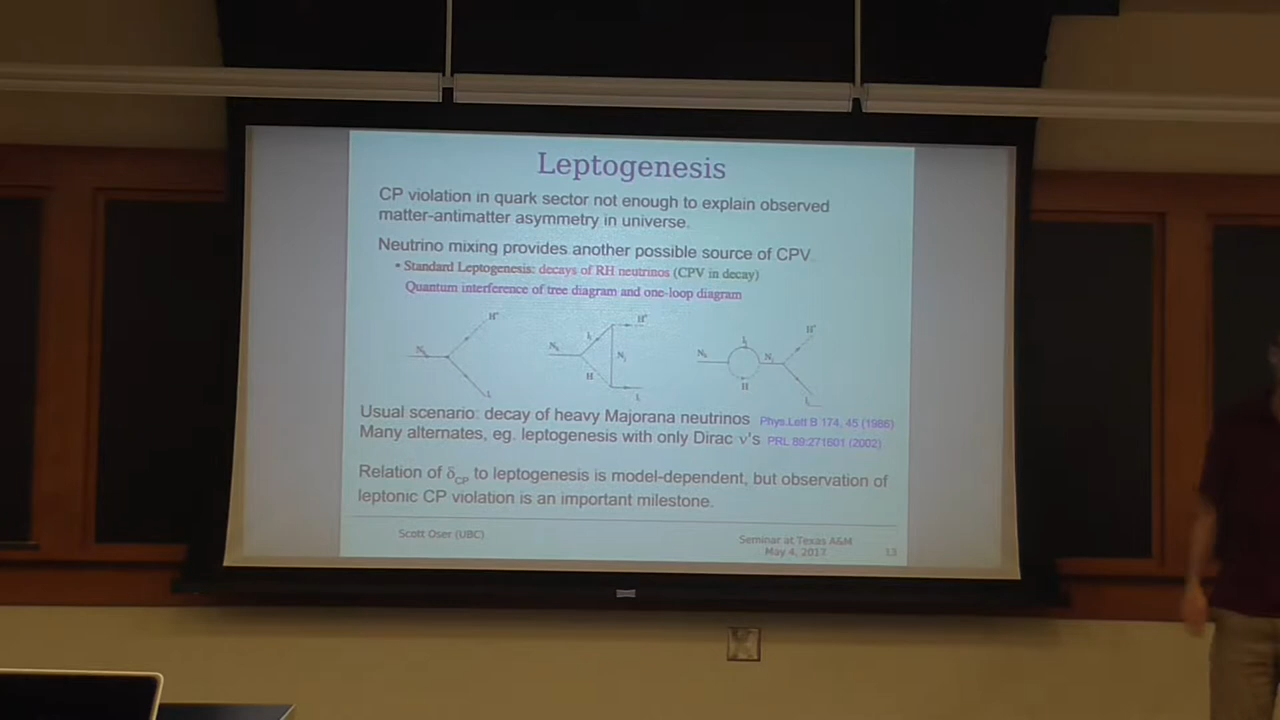 Leptogenesis
CP violation in quark sector not enough to explain observed
matter-antimatter asymmetry in universe.
Neutrino mixing provides another possible source of CPV.
• Standard Leptogenesis: decays of RH neutrinos (CPV in decay)
Quantum interference of tree diagram and one-loop diagram
Usual scenario: decay of heavy Majorana neutrinos Phys.Lett B 174, 45 (1986)
Many alternates, eg. leptogenesis with only Dirac ν's PRL 89:271601 (2002)
Relation of δCP to leptogenesis is model-dependent, but observation of
leptonic CP violation is an important milestone.
Scott Oser (UBC)
Seminar at Texas A&M
May 4, 2017
13